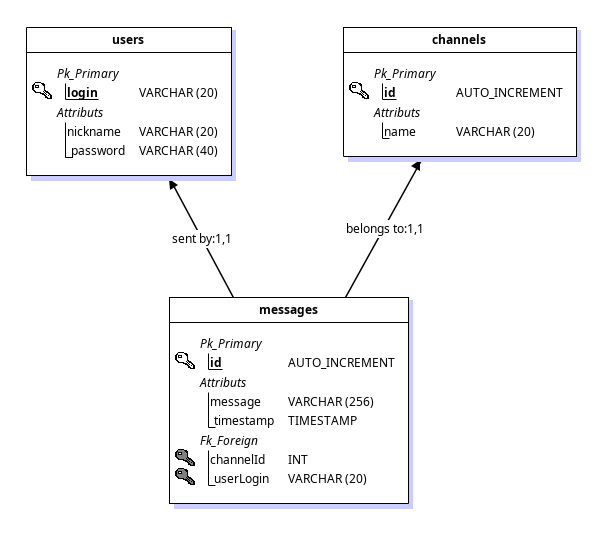 users
Pk_Primary
login VARCHAR (20)
Attributs
nickname VARCHAR (20)
password VARCHAR (40)
channels
Pk_Primary
id AUTO_INCREMENT
Attributs
name VARCHAR (20)
sent by:1,1
belongs to:1,1
messages
Pk_Primary
id AUTO_INCREMENT
Attributs
message VARCHAR (256)
timestamp TIMESTAMP
Fk_Foreign
channelId INT
userLogin VARCHAR (20)